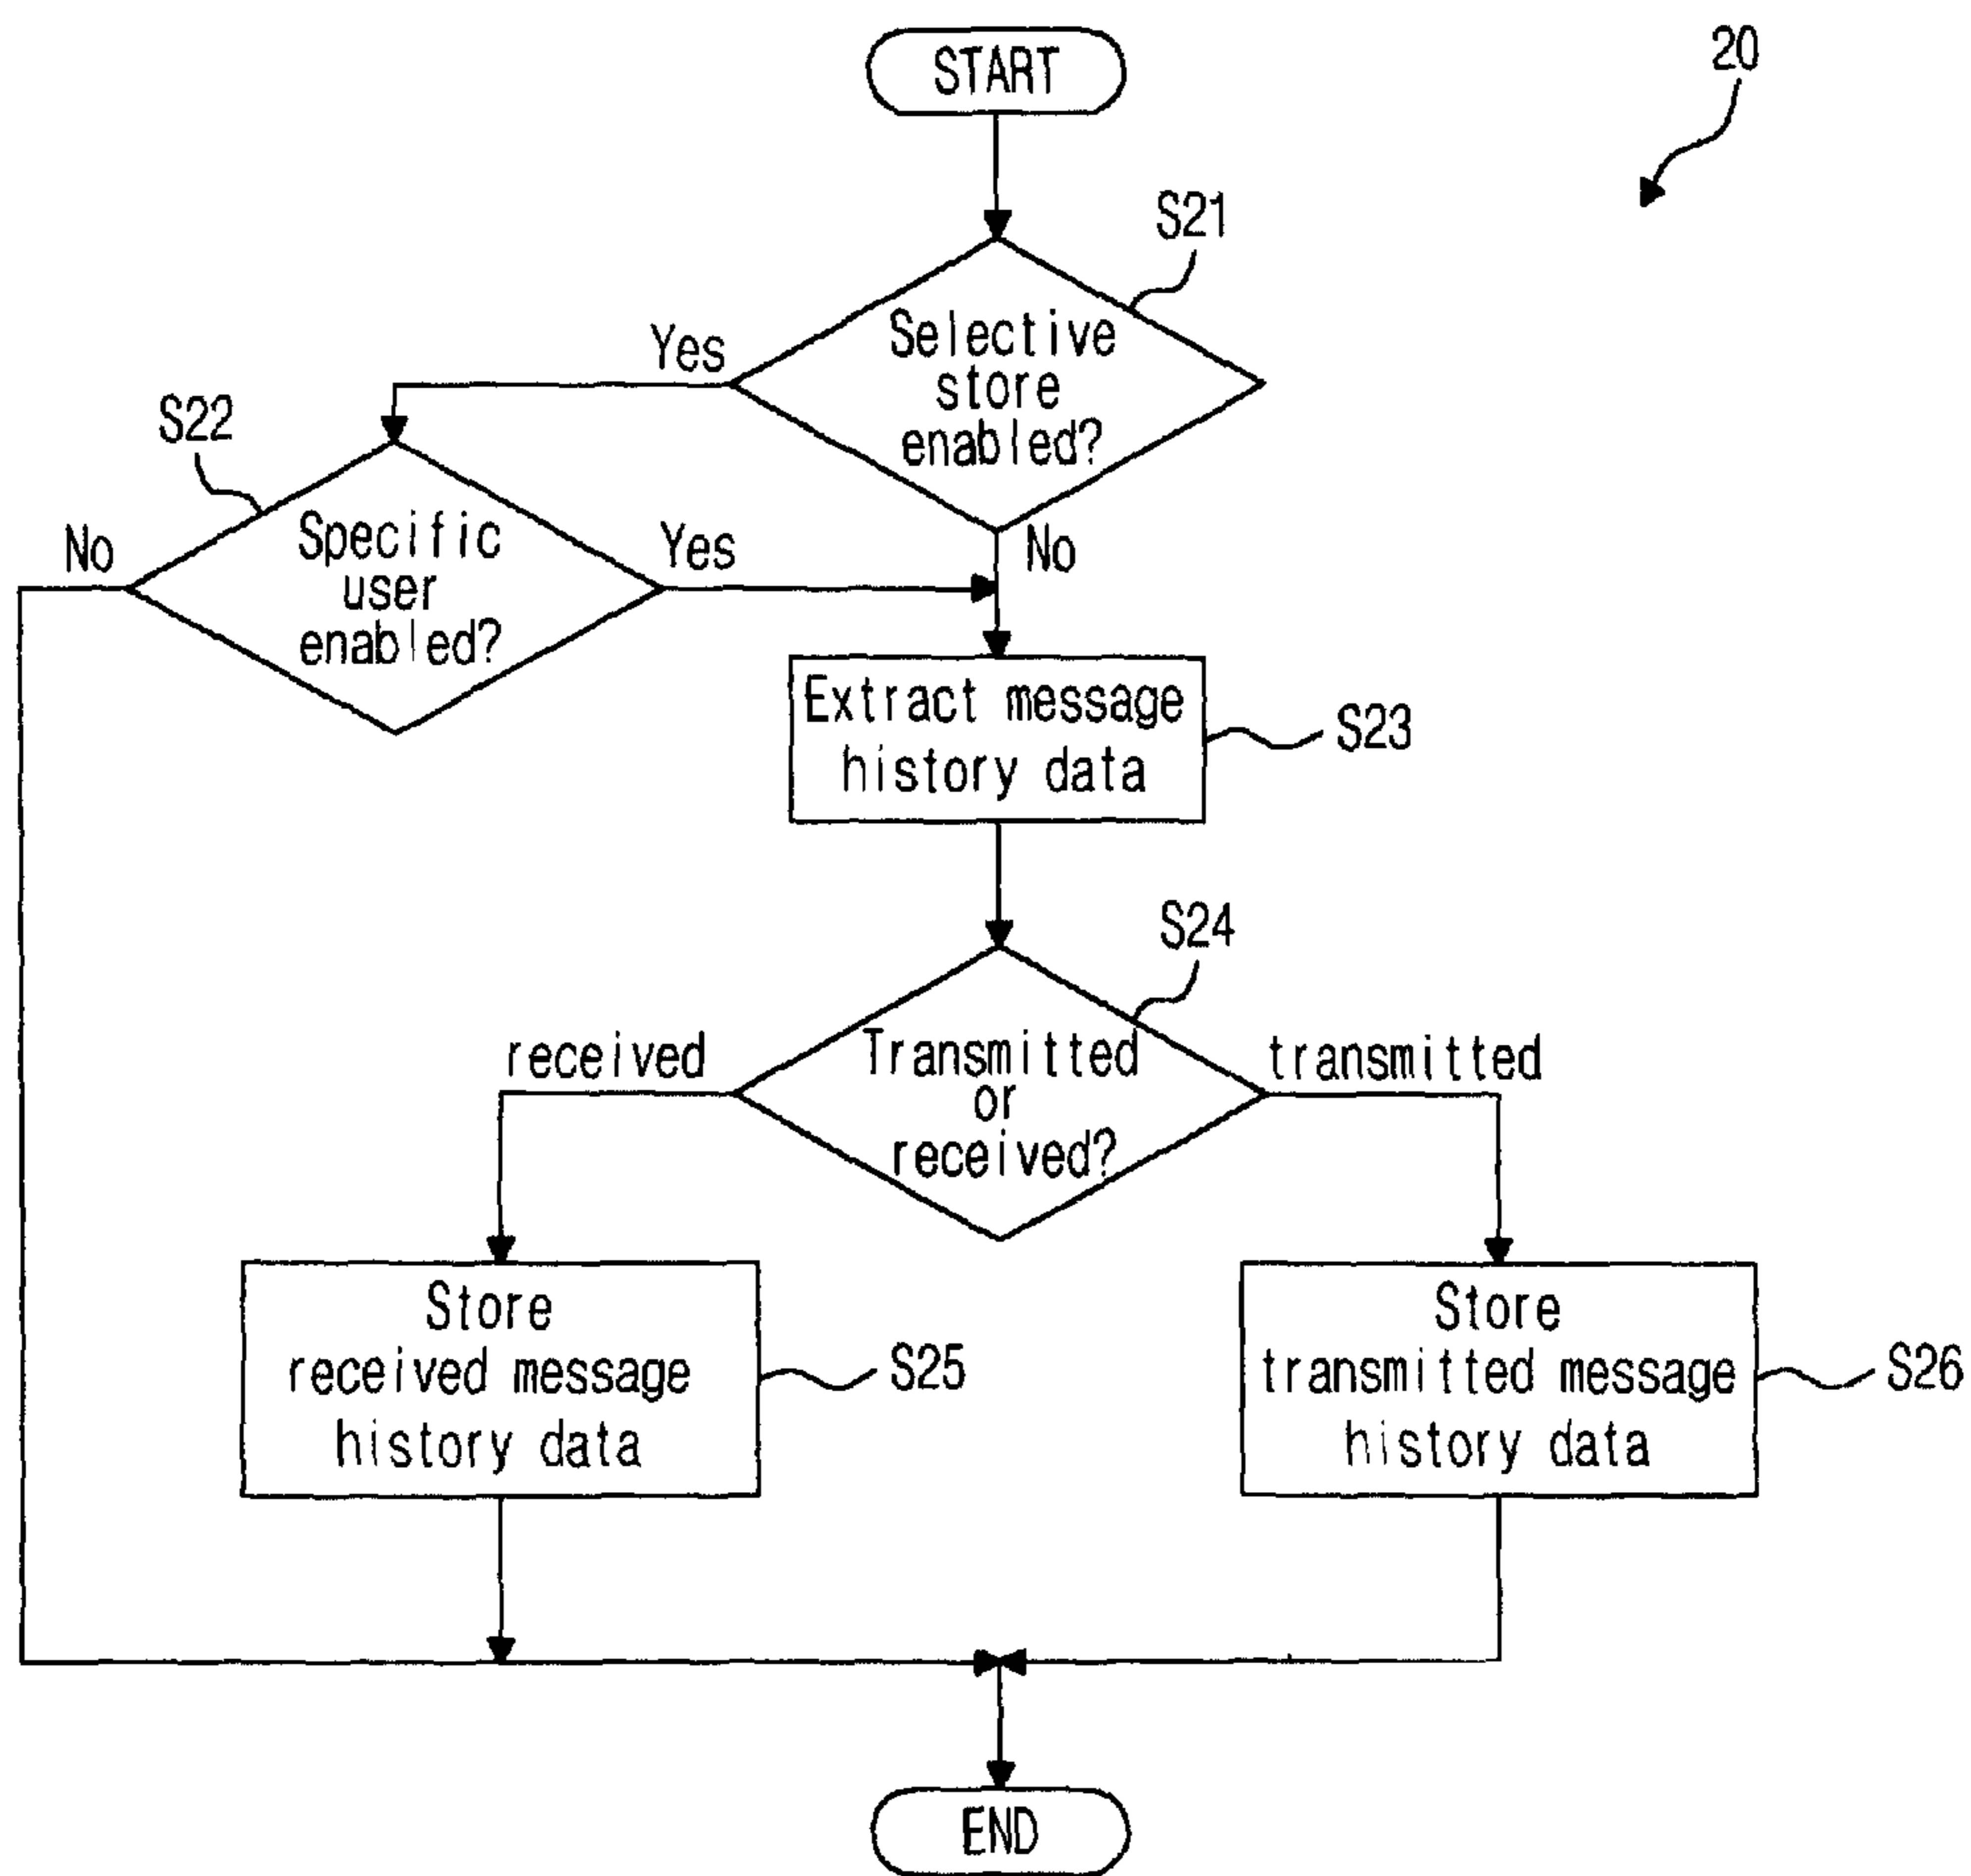 START
20
S21
Selective
store
enabled?
Yes
No
S22
Specific
user
enabled?
No
Yes
Extract message
history data
S23
S24
Transmitted
or
received?
received
transmitted
Store
received message
history data
S25
Store
transmitted message
history data
S26
END